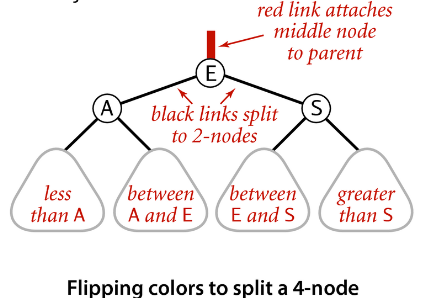 red link attaches
middle node
to parent
E
A
S
black links split
to 2-nodes
less
than A
between
A and E
between
E and S
greater
than S
Flipping colors to split a 4-node